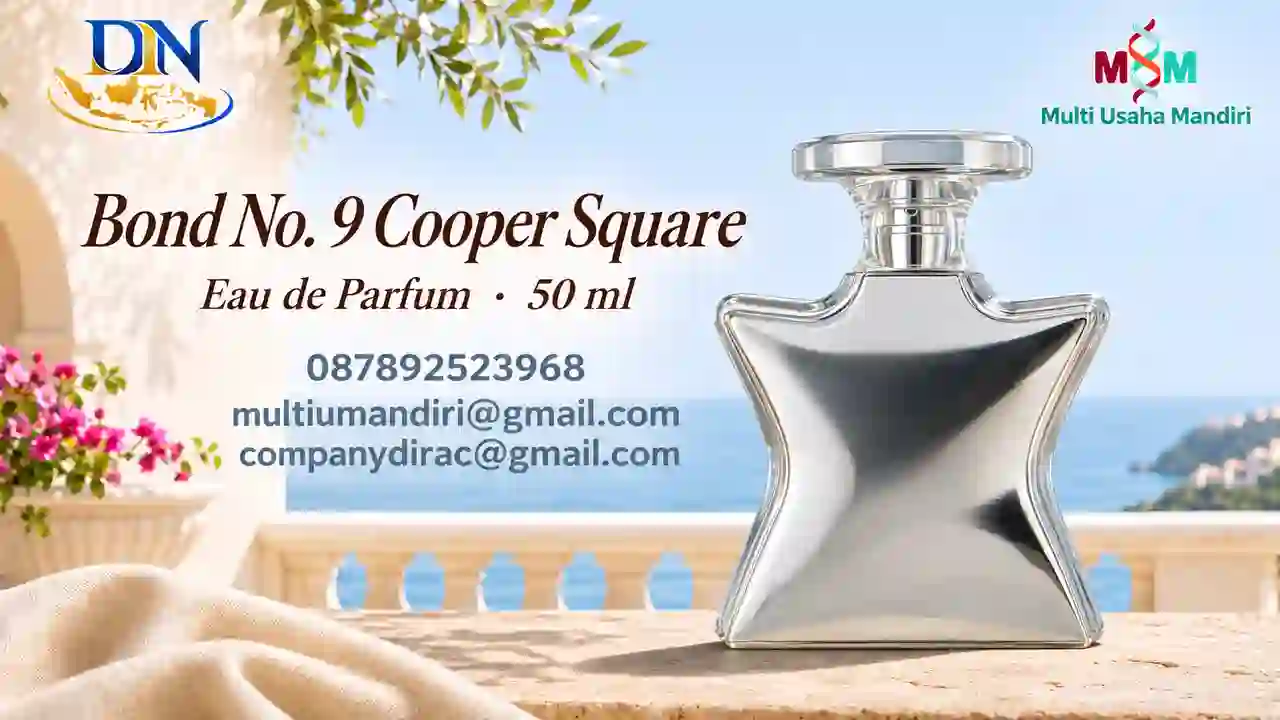 DN
M M
Multi Usaha Mandiri
Bond No. 9 Cooper Square
Eau de Parfum • 50 ml
087892523968
multiumandiri@gmail.com
companydirac@gmail.com